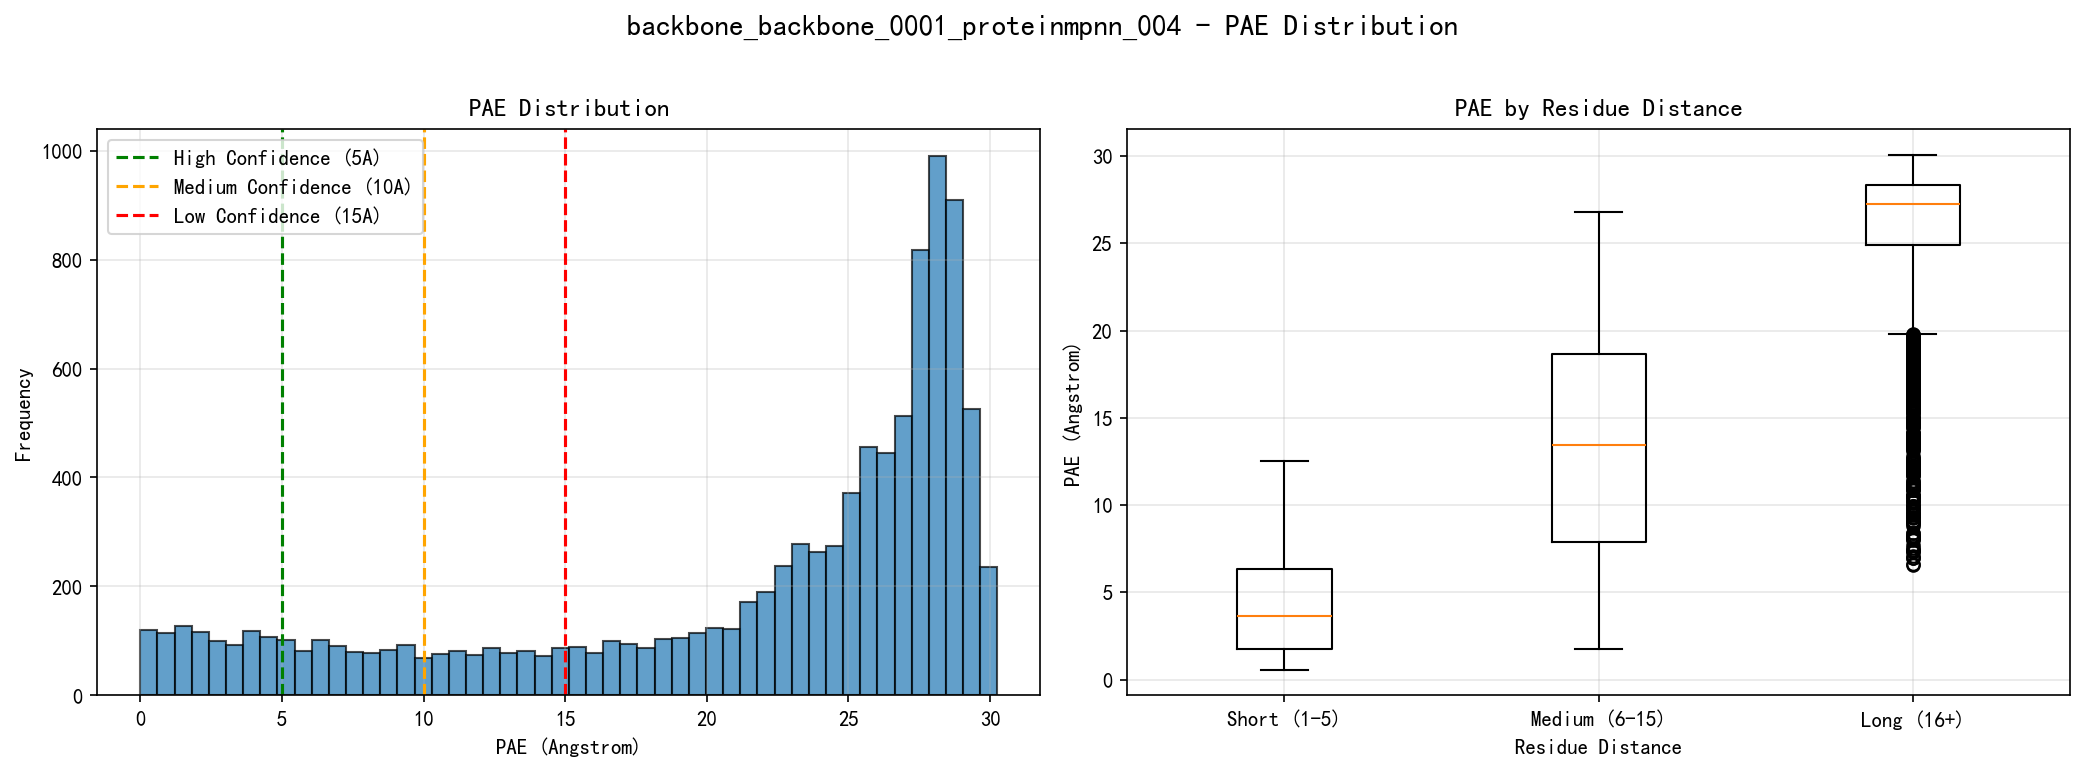 backbone_backbone_0001_proteinmpnn_004 - PAE Distribution
PAE Distribution
High Confidence (5A)
Medium Confidence (10A)
Low Confidence (15A)
1000
800
600
400
200
0
Frequency
0 5 10 15 20 25 30
PAE (Angstrom)
PAE by Residue Distance
30
25
20
15
10
5
0
PAE (Angstrom)
Short (1-5) Medium (6-15) Long (16+)
Residue Distance